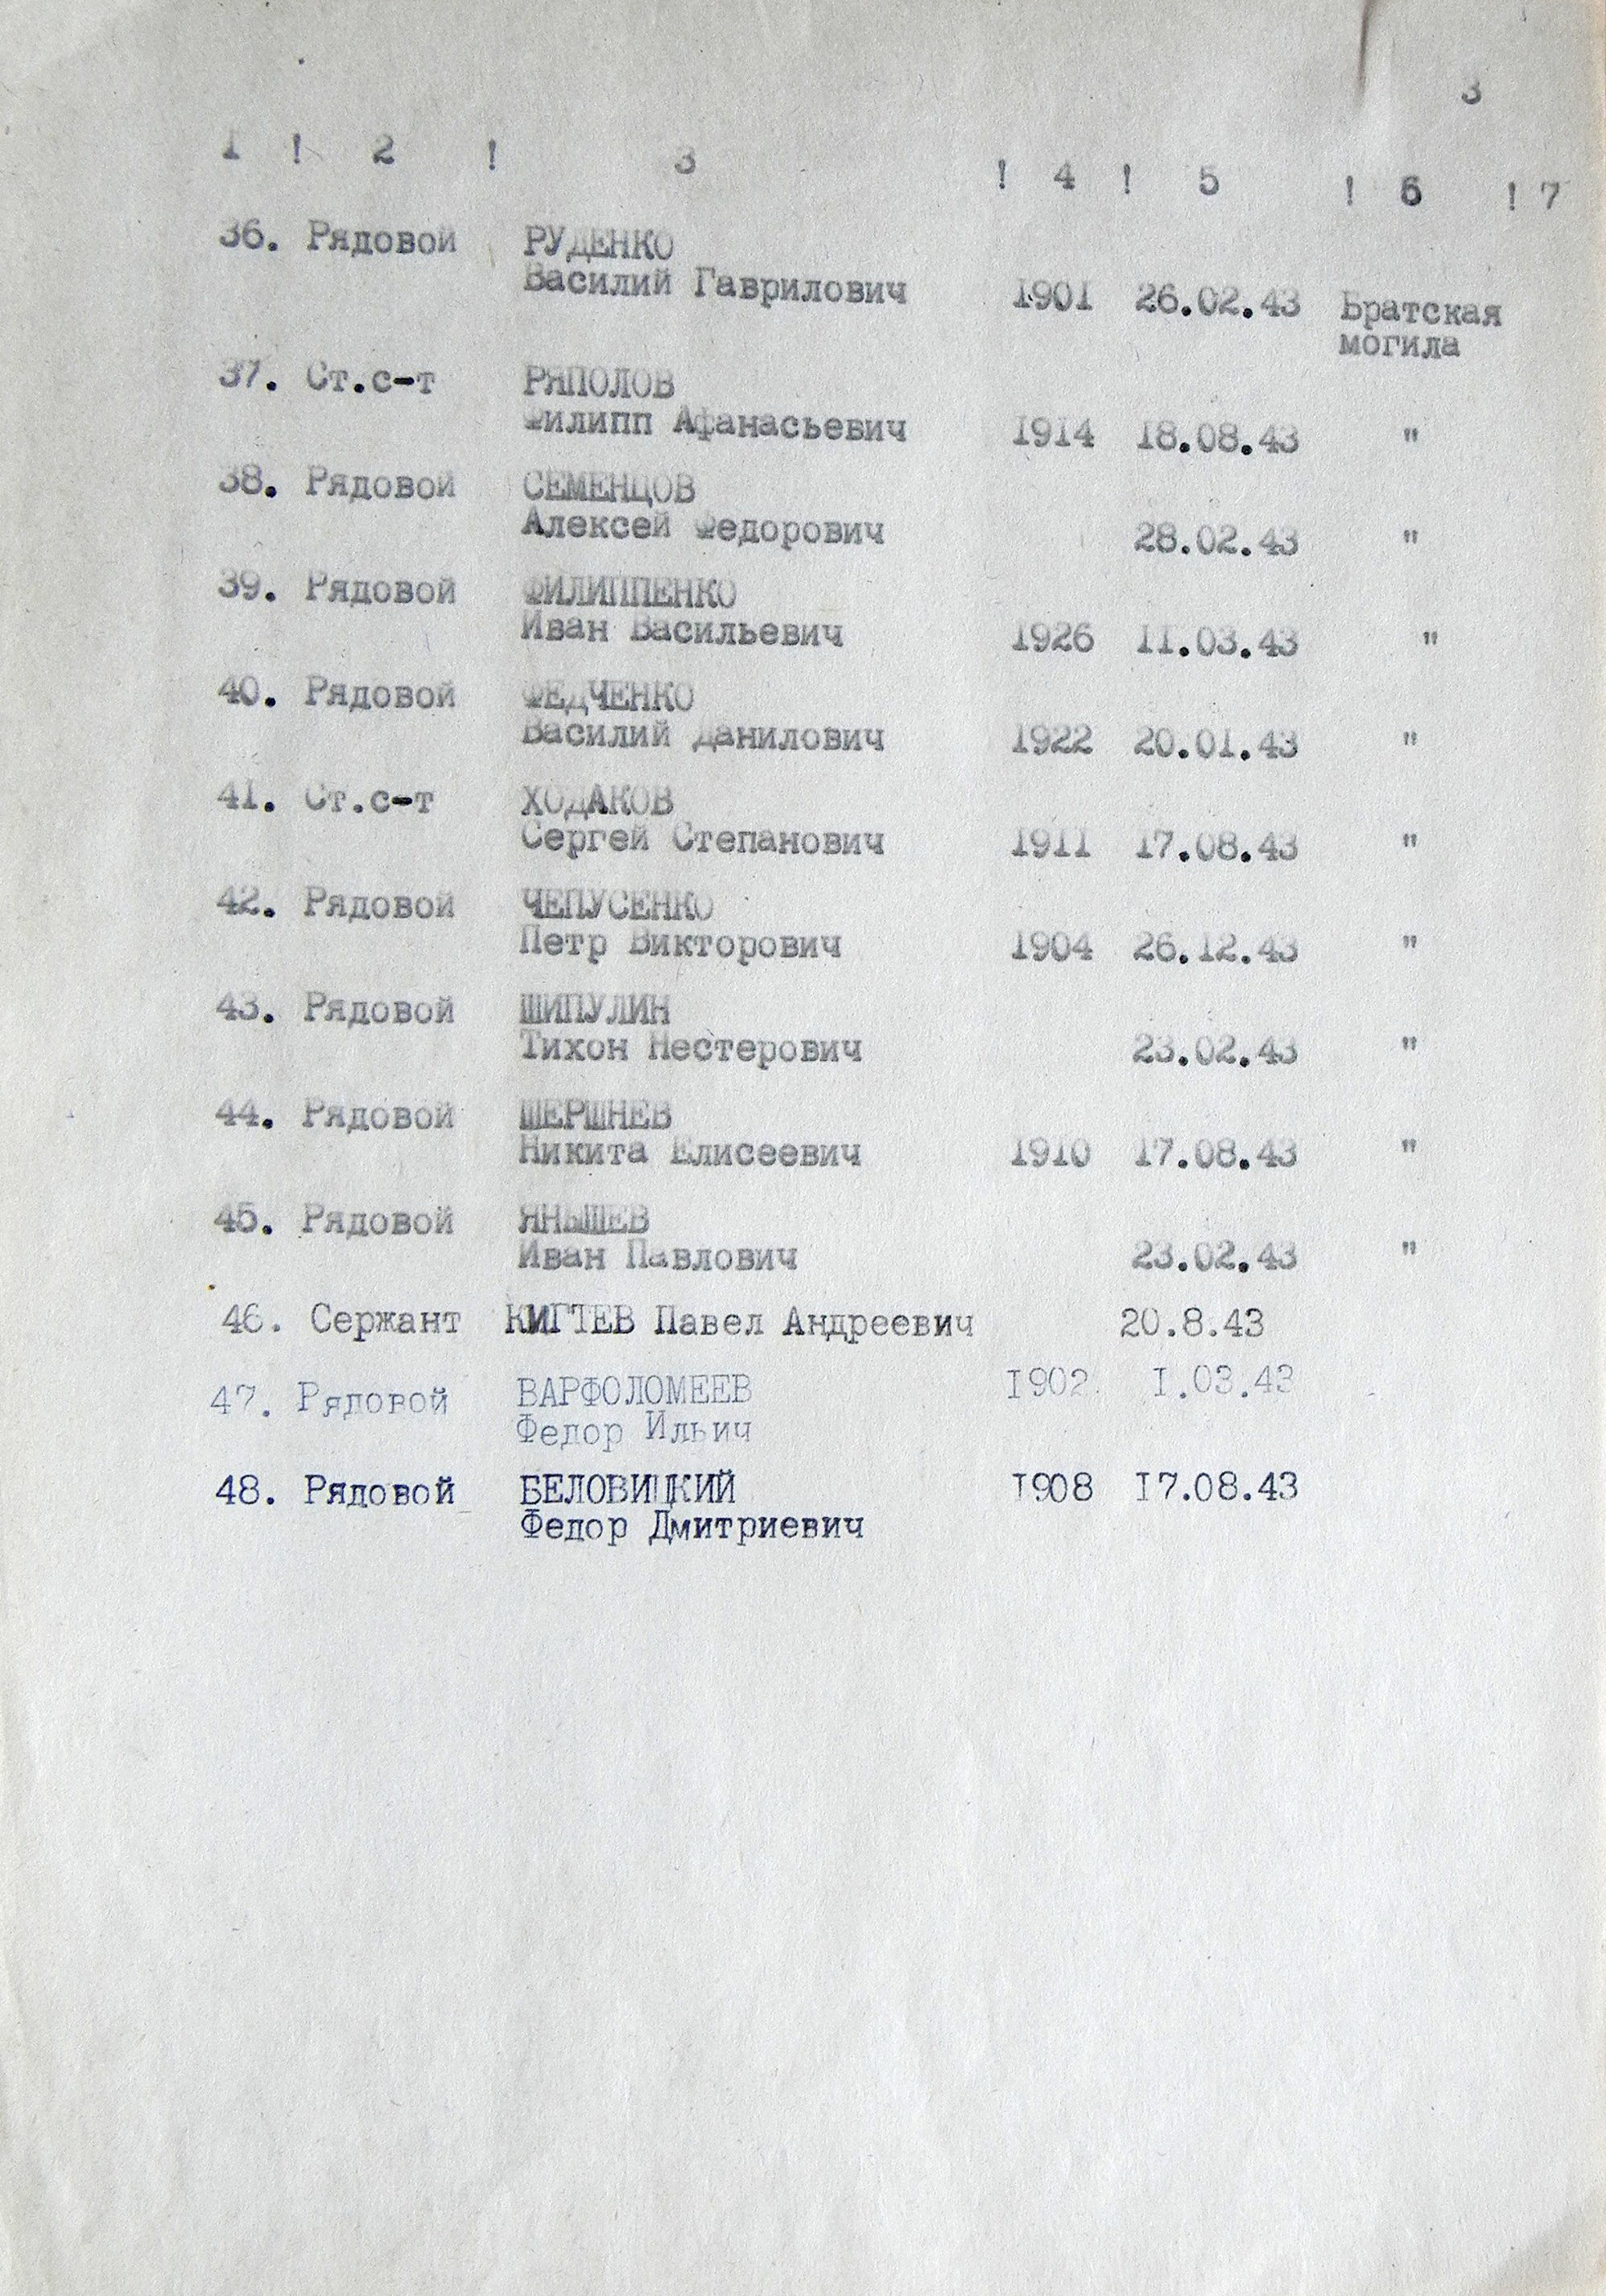 3
1 ! 2 ! 3 ! 4 ! 5 ! 6 ! 7
36. Рядовой РУДЕНКО
Василий Гаврилович 1901 26.02.43 Братская
могила
37. Ст.с-т РЯПОЛОВ
Филипп Афанасьевич 1914 18.08.43 "
38. Рядовой СЕМЕНЦОВ
Алексей Федорович 28.02.43 "
39. Рядовой ФИЛИППЕНКО
Иван Васильевич 1926 11.03.43 "
40. Рядовой ФЕДЧЕНКО
Василий Данилович 1922 20.01.43 "
41. Ст.с-т ХОДАКОВ
Сергей Степанович 1911 17.08.43 "
42. Рядовой ЧЕПУСЕНКО
Петр Викторович 1904 26.12.43 "
43. Рядовой ШИПУЛИН
Тихон Нестерович 23.02.43 "
44. Рядовой ШЕРШНЕВ
Никита Елисеевич 1910 17.08.43 "
45. Рядовой ЯНЫШЕВ
Иван Павлович 23.02.43 "
46. Сержант Павел Андреевич 20.8.43
47. Рядовой ВАРФОЛОМЕЕВ 1902 1.03.43
Федор Ильич
48. Рядовой БЕЛОВИЦКИЙ 1908 17.08.43
Федор Дмитриевич